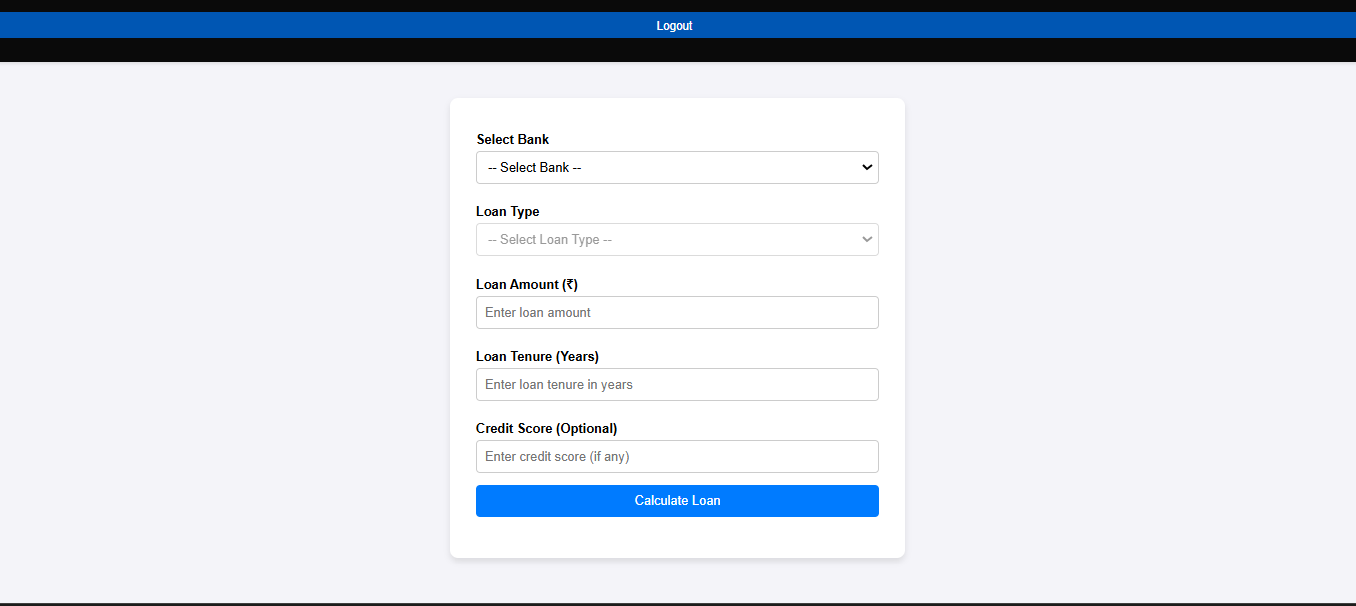 Logout
Select Bank
-- Select Bank --
Loan Type
-- Select Loan Type --
Loan Amount (₹)
Enter loan amount
Loan Tenure (Years)
Enter loan tenure in years
Credit Score (Optional)
Enter credit score (if any)
Calculate Loan